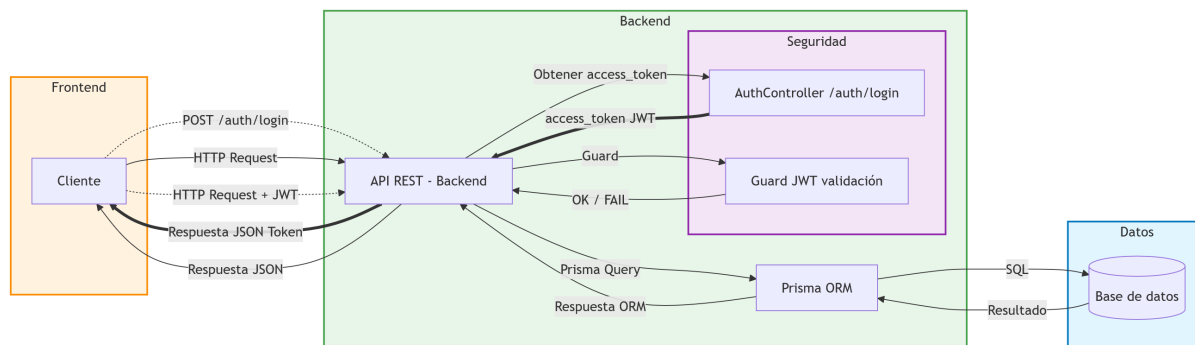 Backend
Seguridad
Frontend
Obtener access_token
AuthController /auth/login
POST /auth/login
access_token JWT
HTTP Request
Guard
Cliente
API REST - Backend
Guard JWT validación
HTTP Request + JWT
OK / FAIL
Respuesta JSON Token
Datos
Respuesta JSON
Prisma Query
SQL
Prisma ORM
Base de datos
Respuesta ORM
Resultado